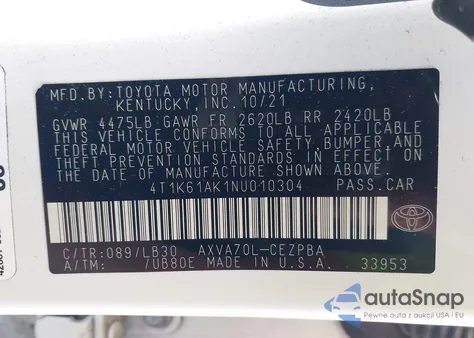 MFD.BY: TOYOTA MOTOR MANUFACTURING,
KENTUCKY, INC. 10/21
GVWR 4475LB GAWR FR 2620LB RR 2420LB
THIS VEHICLE CONFORMS TO ALL APPLICABLE
FEDERAL MOTOR VEHICLE SAFETY, BUMPER, AND
THEFT PREVENTION STANDARDS IN EFFECT ON
THE DATE OF MANUFACTURE SHOWN ABOVE.
4T1K61AK1NU010304 PASS.CAR
C/TR: 089/LB30 AXVA70L-CEZPBA
A/TM: /UB80E MADE IN U.S.A. 33953
TOYOTA
autoSnap
Pewne auta z aukcji USA i EU